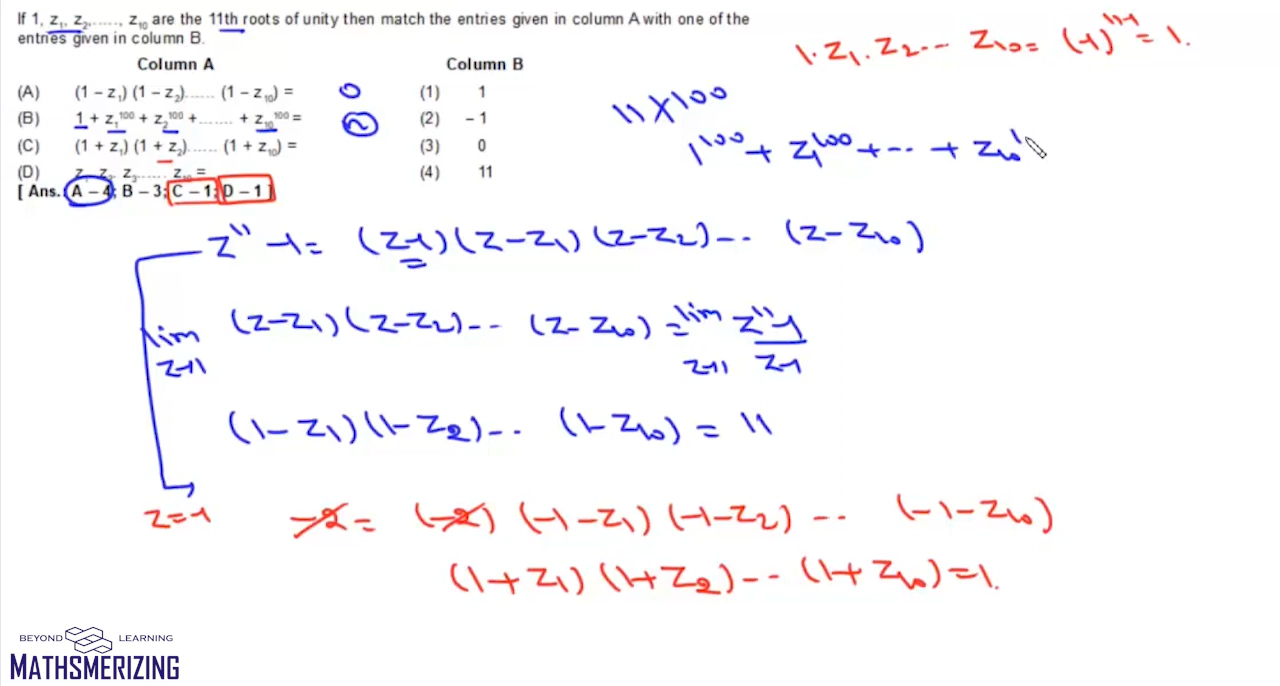 If 1, z₁, z₂,......, z₁₀ are the 11th roots of unity then match the entries given in column A with one of the
entries given in column B.
Column A Column B
(A) (1 – z₁) (1 – z₂)...... (1 – z₁₀) = 0 (1) 1
(B) 1 + z₁¹⁰⁰ + z₂¹⁰⁰ +....... + z₁₀¹⁰⁰ = (2) – 1
(C) (1 + z₁) (1 + z₂)...... (1 + z₁₀) = (3) 0
(D) z₁ z₂ z₃...... z₁₀ = (4) 11
[ Ans. A – 4; B – 3; C – 1; D – 1 ]
1·z₁·z₂-- z₁₀ = (-1)¹¹⁻¹ = 1.
11 X 100
1¹⁰⁰ + z₁¹⁰⁰ + -- + z₁₀¹
z¹¹ -1 = (z-1)(z-z₁)(z-z₂)-- (z-z₁₀)
lim z→1 (z-z₁)(z-z₂)-- (z-z₁₀) = lim z→1 z¹¹-1 / z-1
(1-z₁)(1-z₂)-- (1-z₁₀) = 11
z=-1 -2 = (-2) (-1-z₁)(-1-z₂) -- (-1-z₁₀)
(1+z₁)(1+z₂)-- (1+z₁₀)=1.
BEYOND LEARNING
MATHSMERIZING